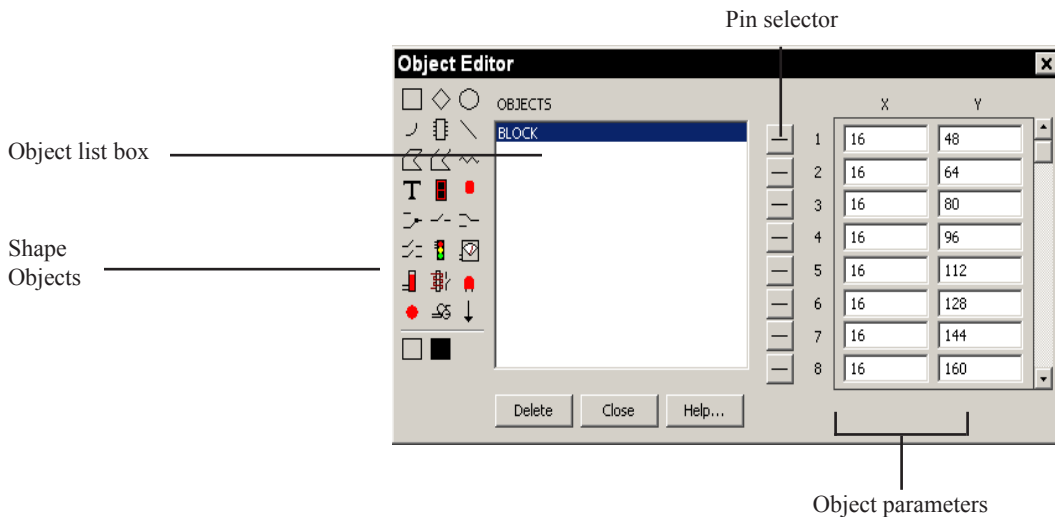 Pin selector
Object Editor
OBJECTS X Y
BLOCK
1 16 48
2 16 64
3 16 80
4 16 96
5 16 112
6 16 128
7 16 144
8 16 160
T
Object list box
Shape
Objects
Delete Close Help...
Object parameters